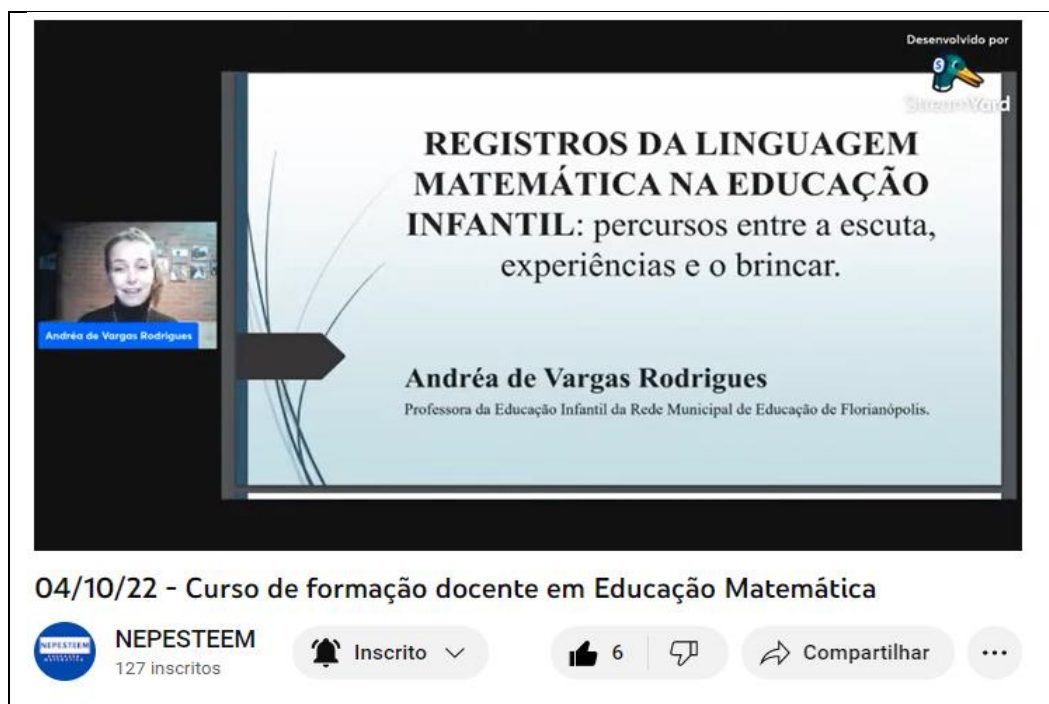 Desenvolvido por
StreamYard
REGISTROS DA LINGUAGEM
MATEMÁTICA NA EDUCAÇÃO
INFANTIL: percursos entre a escuta,
experiências e o brincar.
Andréa de Vargas Rodrigues
Andréa de Vargas Rodrigues
Professora da Educação Infantil da Rede Municipal de Educação de Florianópolis.
04/10/22 - Curso de formação docente em Educação Matemática
NEPESTEEM
NEPESTEEM
127 inscritos
Inscrito
6
Compartilhar